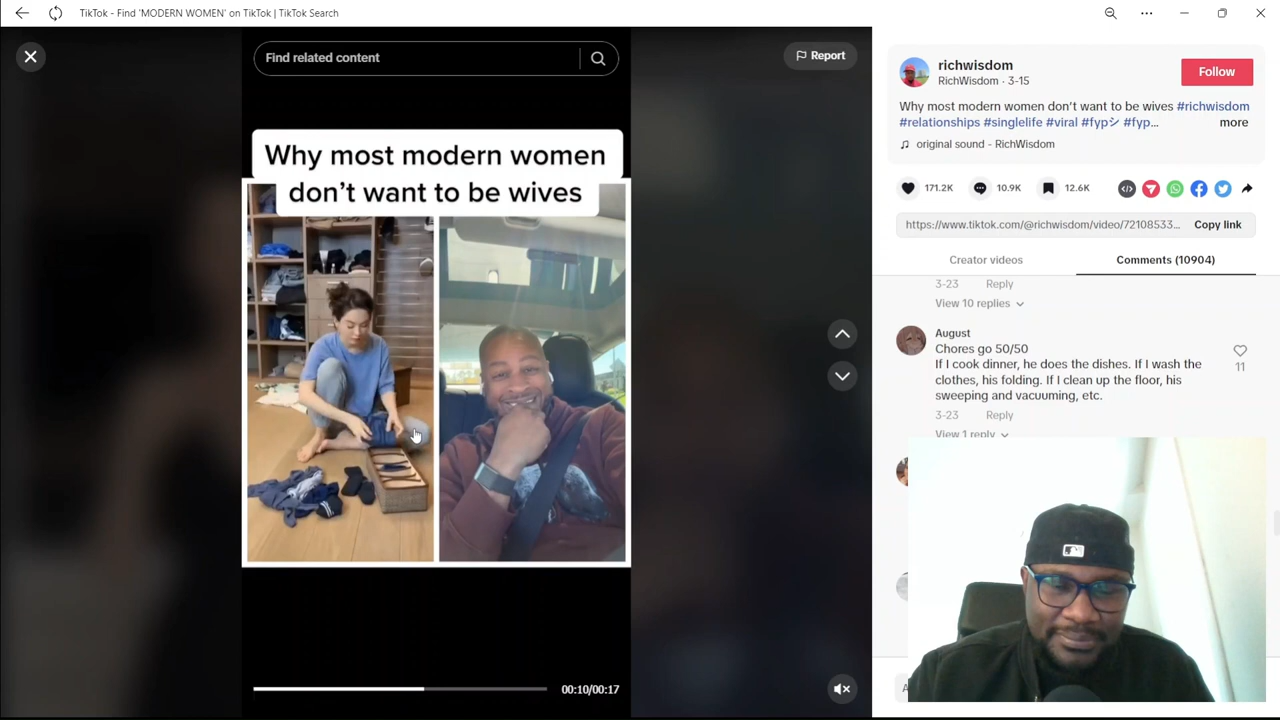 TikTok - Find 'MODERN WOMEN' on TikTok | TikTok Search
Find related content
Report
Why most modern women
don't want to be wives
00:10/00:17
richwisdom
RichWisdom · 3-15
Follow
Why most modern women don't want to be wives #richwisdom
#relationships #singlelife #viral #fypシ #fyp...
more
original sound - RichWisdom
171.2K
10.9K
12.6K
https://www.tiktok.com/@richwisdom/video/72108533...
Copy link
Creator videos
Comments (10904)
3-23
Reply
View 10 replies
August
Chores go 50/50
If I cook dinner, he does the dishes. If I wash the
clothes, his folding. If I clean up the floor, his
sweeping and vacuuming, etc.
11
3-23
Reply
View 1 reply